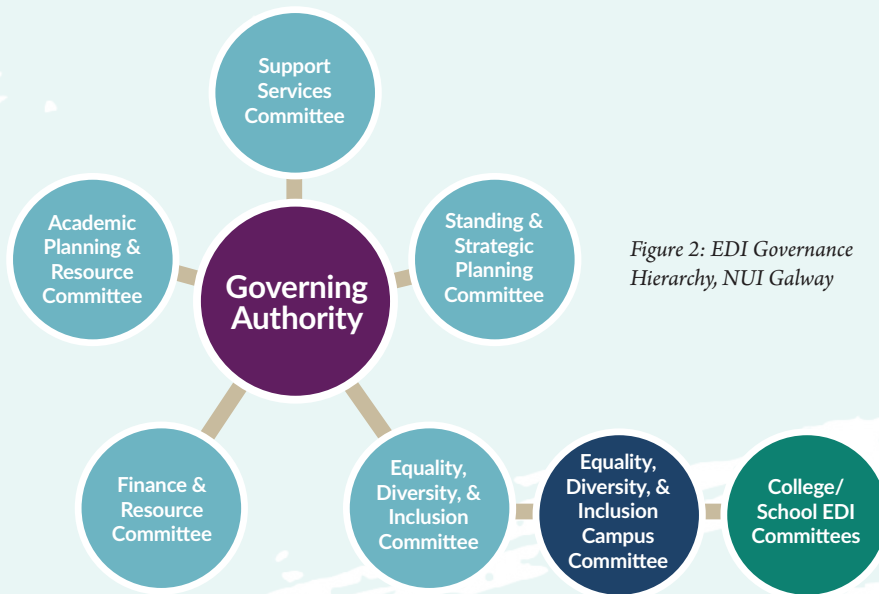 Support
Services
Committee
Academic
Planning &
Resource
Committee
Governing
Authority
Standing &
Strategic
Planning
Committee
Figure 2: EDI Governance
Hierarchy, NUI Galway
Finance &
Resource
Committee
Equality,
Diversity, &
Inclusion
Committee
Equality,
Diversity, &
Inclusion
Campus
Committee
College/
School EDI
Committees